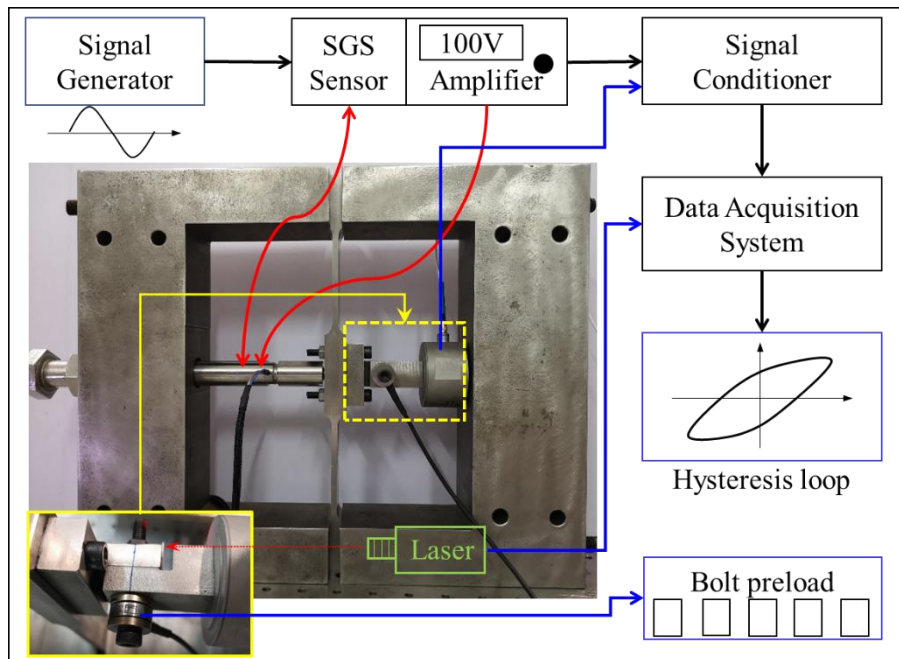 Signal
Generator
SGS
Sensor
100V
Amplifier
Signal
Conditioner
Data Acquisition
System
Hysteresis loop
Laser
Bolt preload